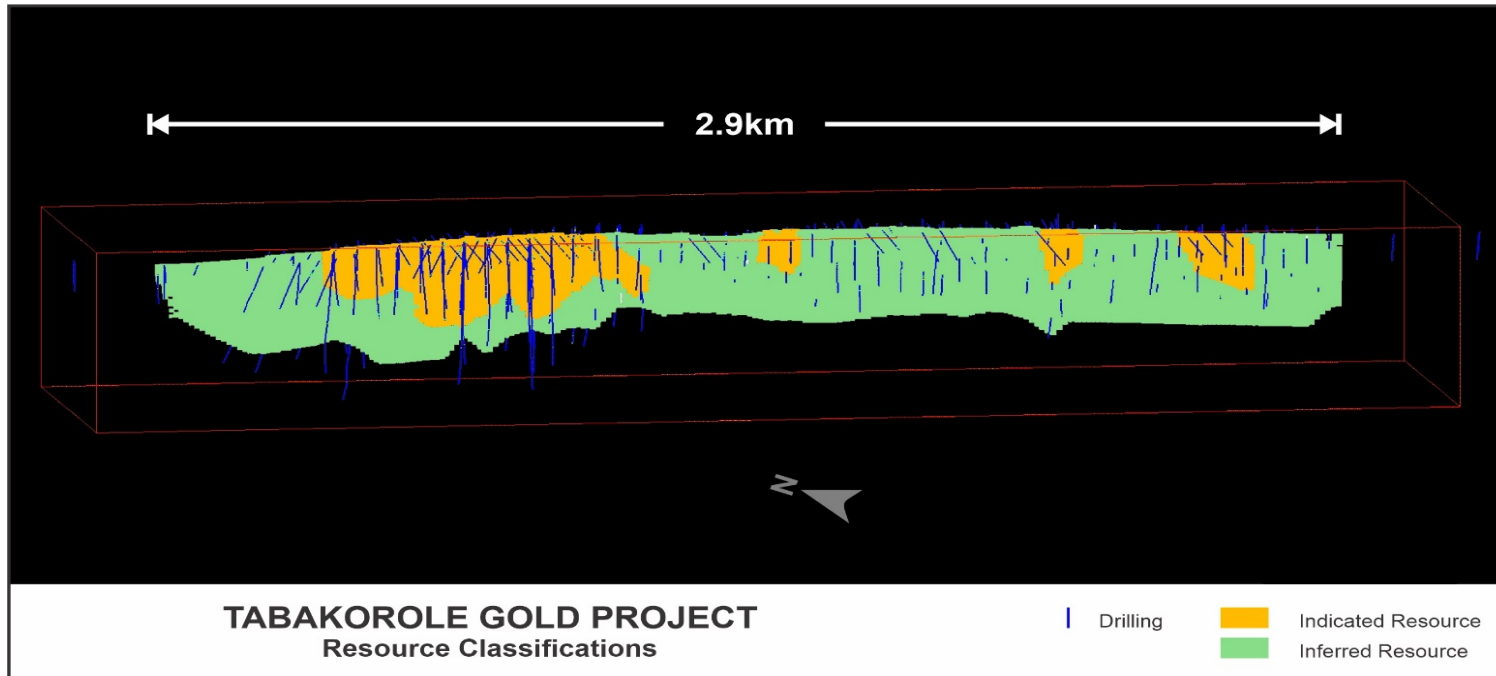 2.9km
N
TABAKOROLE GOLD PROJECT
Resource Classifications
Drilling
Indicated Resource
Inferred Resource